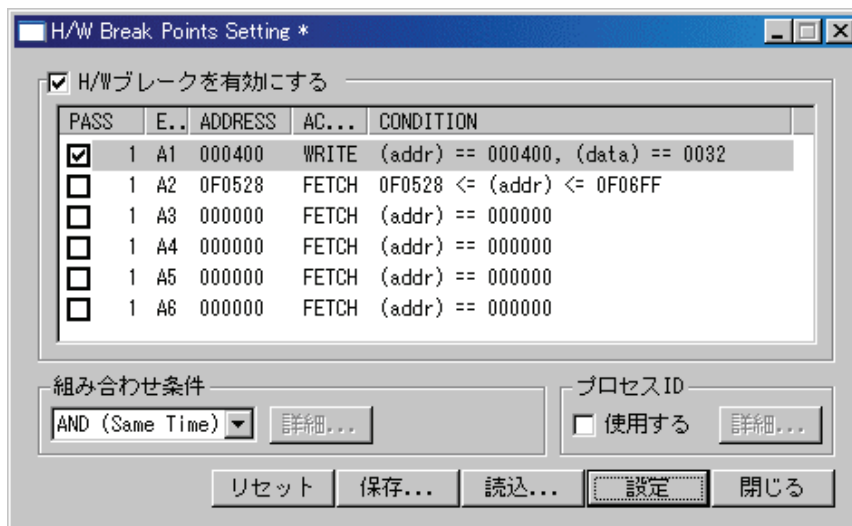 H/W Break Points Setting *
H/Wブレークを有効にする
PASS E.. ADDRESS AC... CONDITION
1 A1 000400 WRITE (addr) == 000400, (data) == 0032
1 A2 0F0528 FETCH 0F0528 <= (addr) <= 0F06FF
1 A3 000000 FETCH (addr) == 000000
1 A4 000000 FETCH (addr) == 000000
1 A5 000000 FETCH (addr) == 000000
1 A6 000000 FETCH (addr) == 000000
組み合わせ条件 プロセスID
AND (Same Time) 詳細... 使用する 詳細...
リセット 保存... 読込... 設定 閉じる